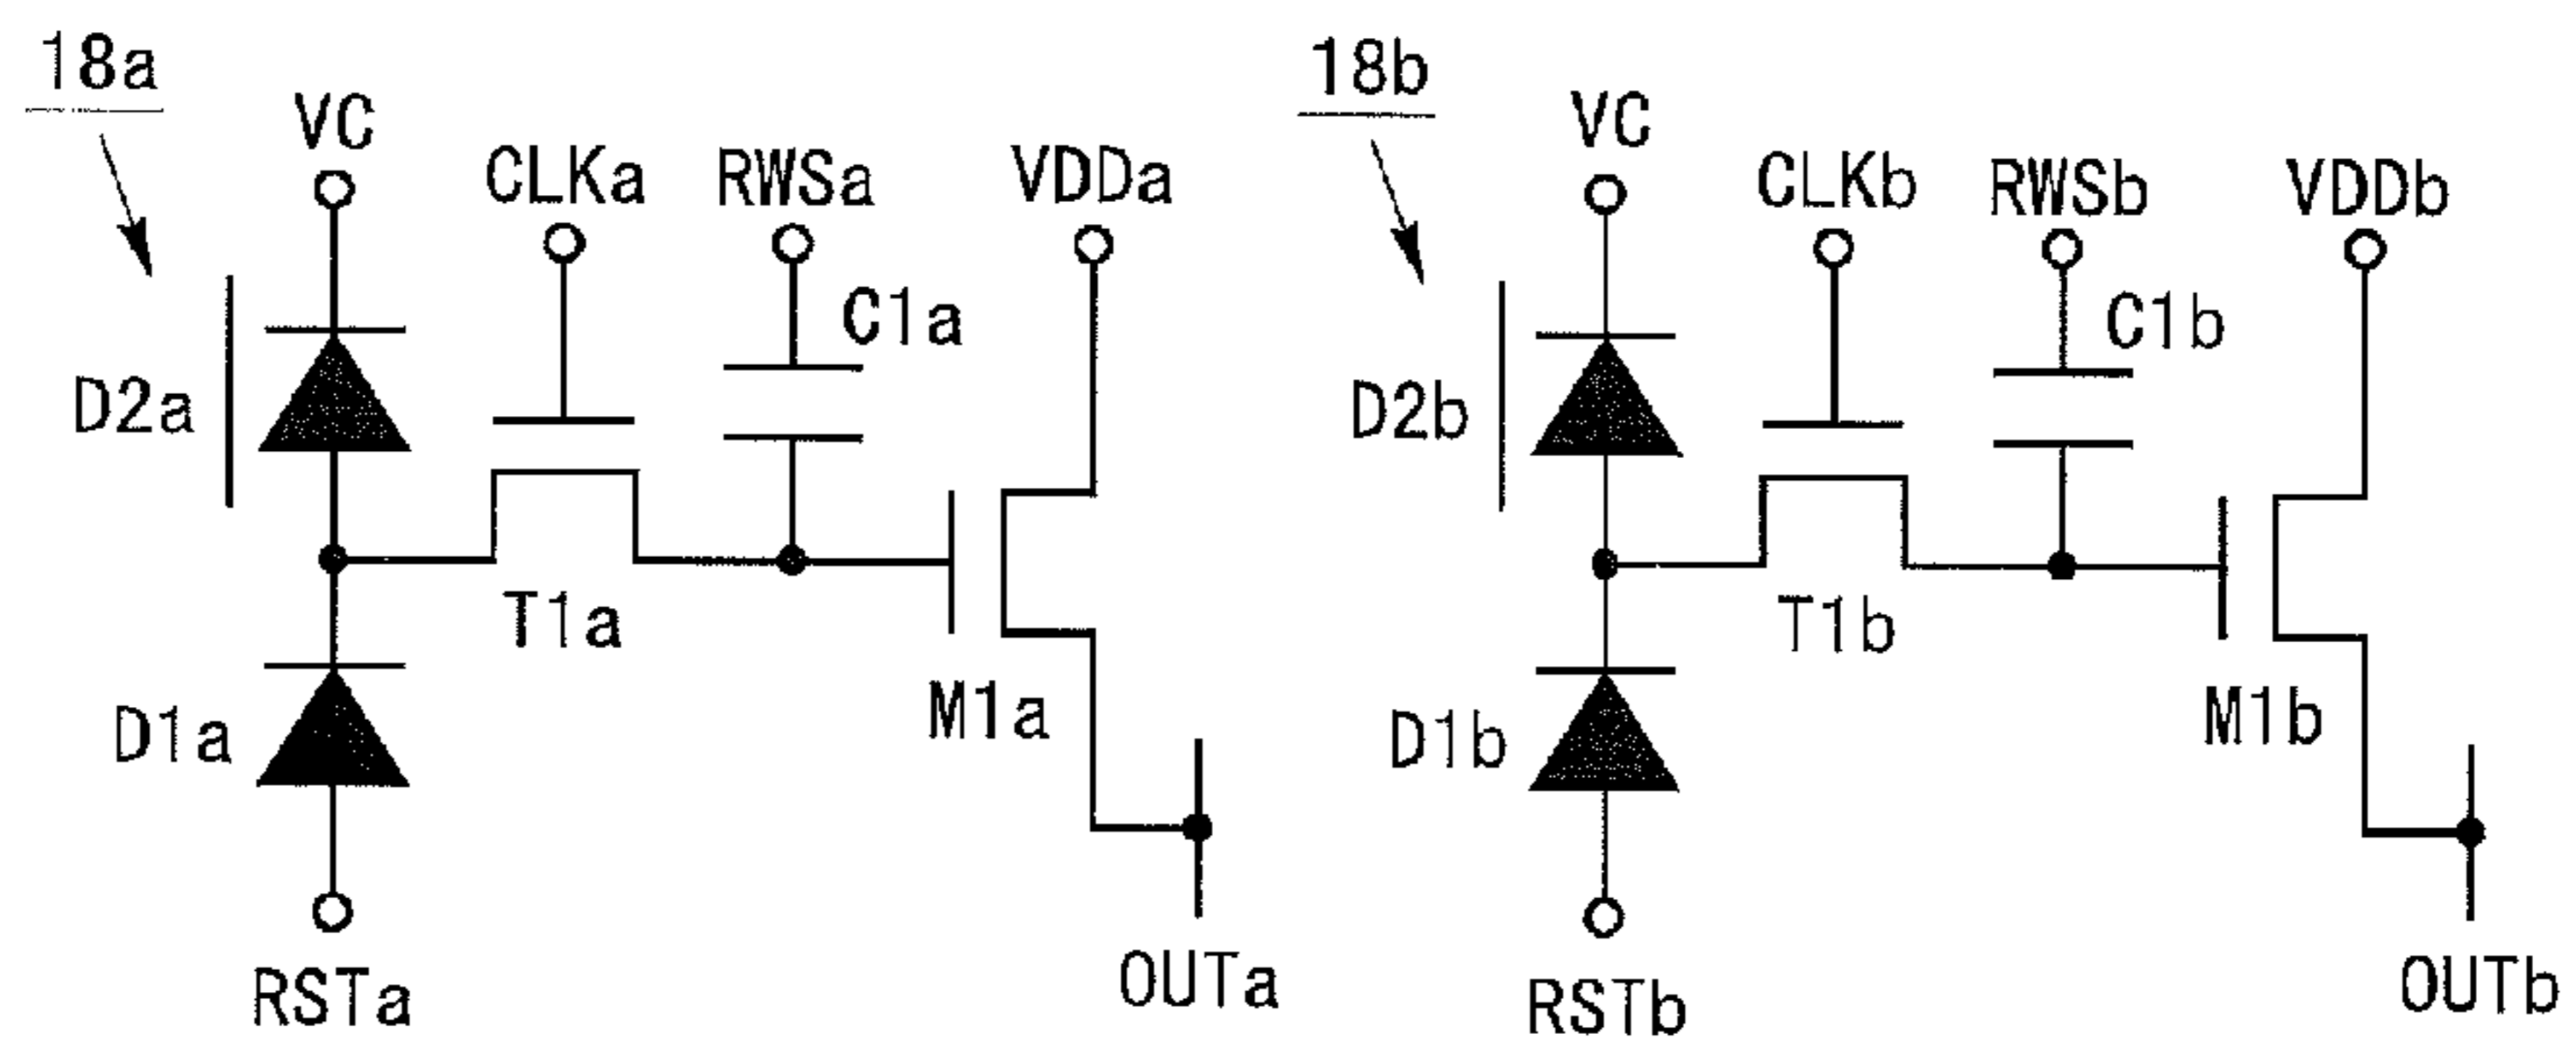 18a
VC
CLKa
RWSa
VDDa
C1a
D2a
T1a
D1a
M1a
RSTa
OUTa
18b
VC
CLKb
RWSb
VDDb
C1b
D2b
T1b
D1b
M1b
RSTb
OUTb